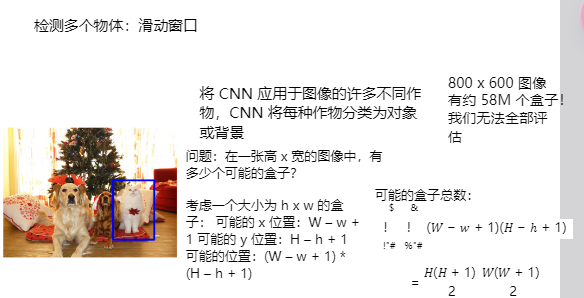 检测多个物体：滑动窗口
将 CNN 应用于图像的许多不同作
物，CNN 将每种作物分类为对象
或背景
800 x 600 图像
有约 58M 个盒子！
我们无法全部评
估
问题：在一张高 x 宽的图像中，有
多少个可能的盒子？
考虑一个大小为 h x w 的盒
子： 可能的 x 位置：W – w +
1 可能的 y 位置：H – h + 1
可能的位置：(W – w + 1) *
(H – h + 1)
可能的盒子总数：
$ &
! ! (W − w + 1)(H − h + 1)
!"# %"#
= H(H + 1) W(W + 1)
2 2